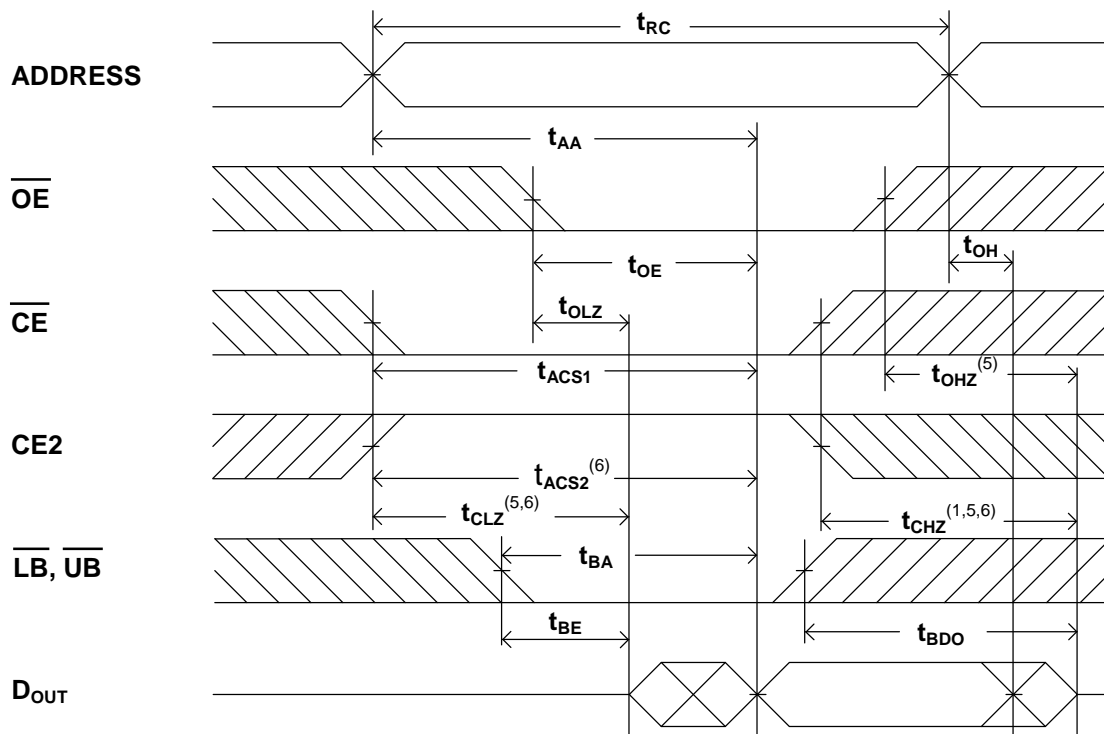 tRC
ADDRESS
tAA
OE
tOH
tOE
CE
tOLZ
tACS1
tOHZ(5)
CE2
tACS2(6)
tCLZ(5,6)
tCHZ(1,5,6)
LB, UB
tBA
tBE
tBDO
DOUT